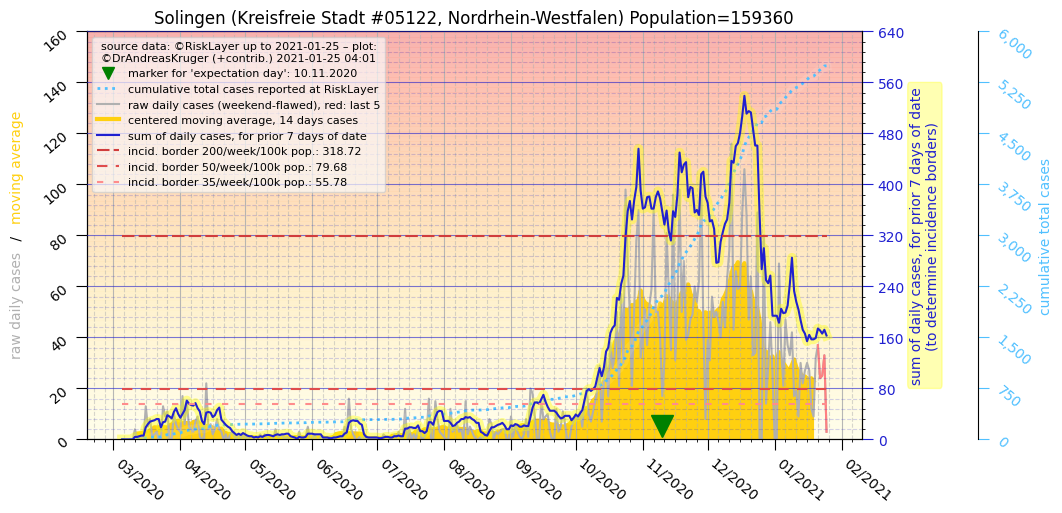 Solingen (Kreisfreie Stadt #05122, Nordrhein-Westfalen) Population=159360
source data: ©RiskLayer up to 2021-01-25 – plot:
©DrAndreasKruger (+contrib.) 2021-01-25 04:01
marker for 'expectation day': 10.11.2020
cumulative total cases reported at RiskLayer
raw daily cases (weekend-flawed), red: last 5
centered moving average, 14 days cases
sum of daily cases, for prior 7 days of date
incid. border 200/week/100k pop.: 318.72
incid. border 50/week/100k pop.: 79.68
incid. border 35/week/100k pop.: 55.78
raw daily cases / moving average
160
140
120
100
80
60
40
20
0
03/2020
04/2020
05/2020
06/2020
07/2020
08/2020
09/2020
10/2020
11/2020
12/2020
01/2021
02/2021
640
560
480
400
320
240
160
80
0
sum of daily cases, for prior 7 days of date
(to determine incidence borders)
6,000
5,250
4,500
3,750
3,000
2,250
1,500
750
0
cumulative total cases